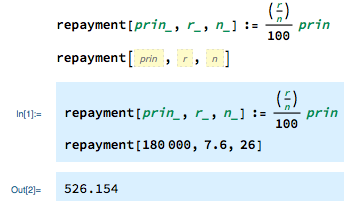 repayment[prin_, r_, n_] := (r/n)/100 prin
repayment[prin, r, n]
In[1]:= repayment[prin_, r_, n_] := (r/n)/100 prin
repayment[180 000, 7.6, 26]
Out[2]= 526.154